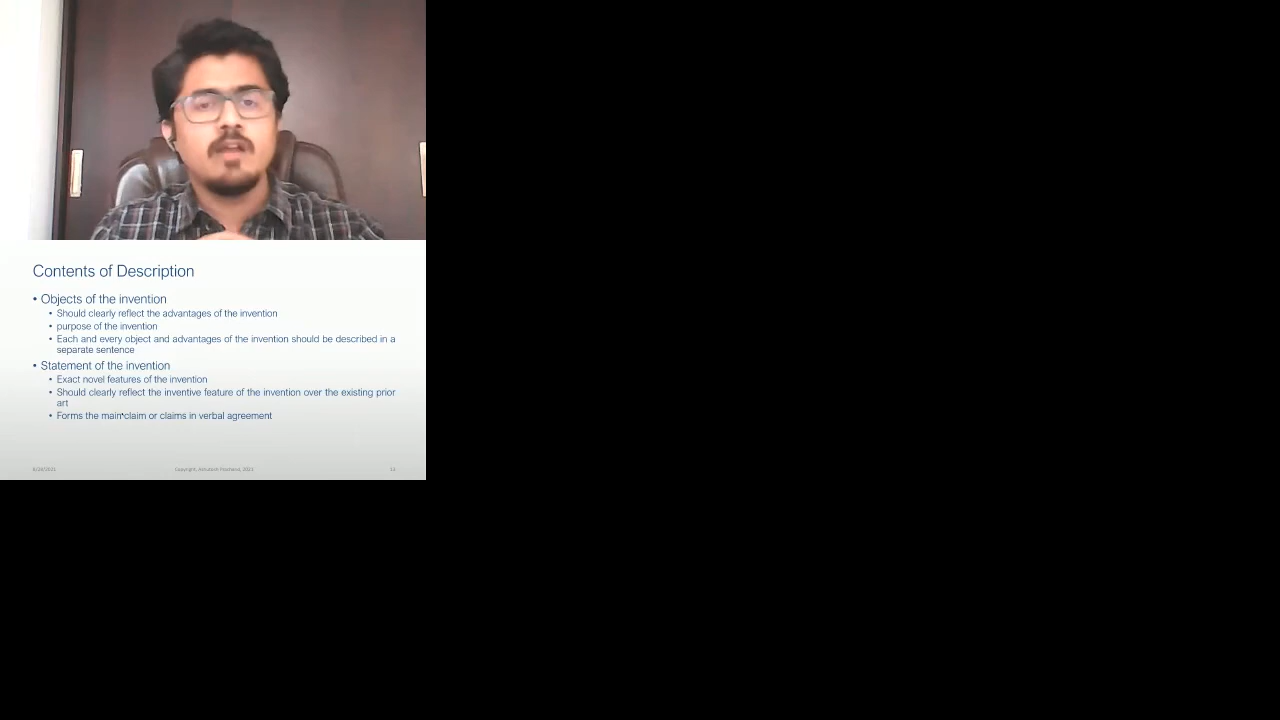 Contents of Description
• Objects of the invention
• Should clearly reflect the advantages of the invention
• purpose of the invention
• Each and every object and advantages of the invention should be described in a
separate sentence
• Statement of the invention
• Exact novel features of the invention
• Should clearly reflect the inventive feature of the invention over the existing prior
art
• Forms the main claim or claims in verbal agreement
Copyright, 2021
13